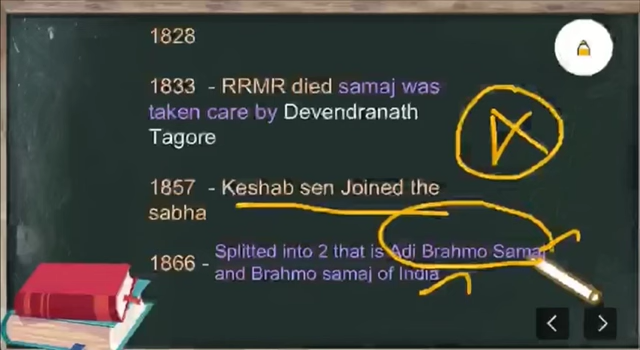 1828
1833 - RRMR died samaj was
taken care by Devendranath
Tagore
1857 - Keshab sen Joined the
sabha
1866 - Splitted into 2 that is Adi Brahmo Samaj
and Brahmo samaj of India